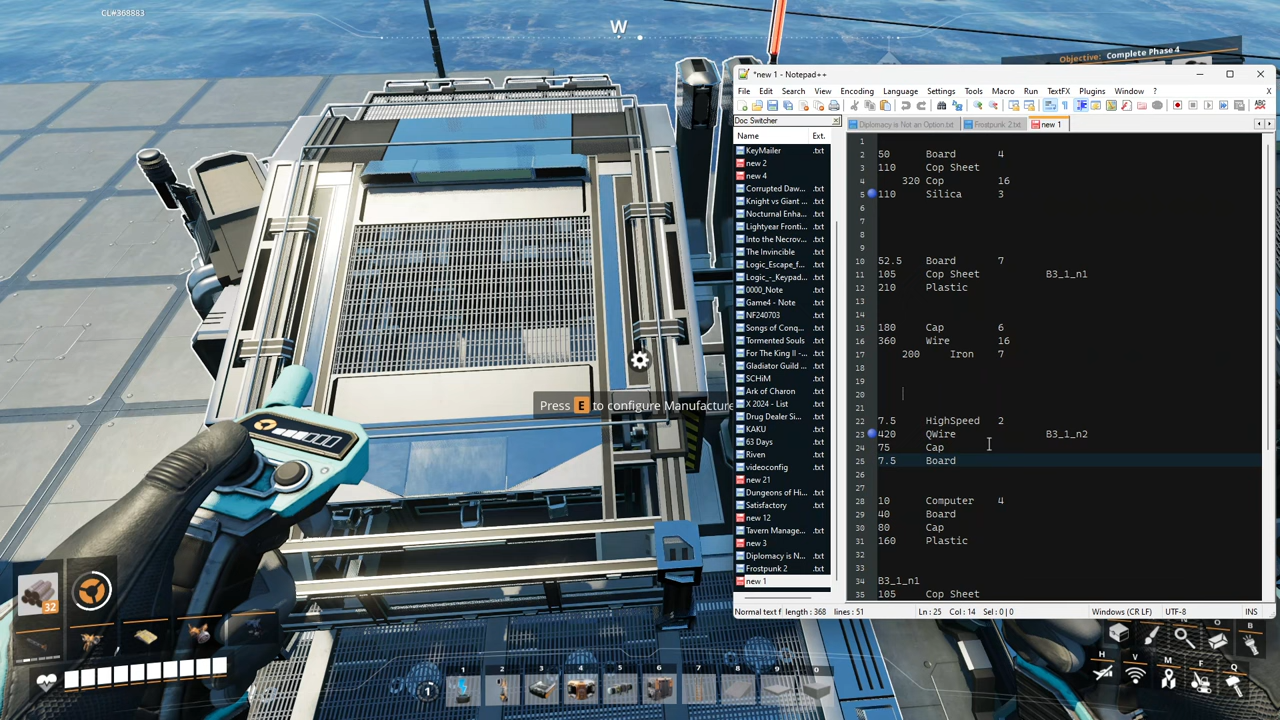 CL#368883
W
Objective: Complete Phase 4
Press E to configure Manufacture
32
1
1 2 3 4 5 6 7 8 9 0
B
H V M F Q
*new 1 - Notepad++
File Edit Search View Encoding Language Settings Tools Macro Run TextFX Plugins Window ? X
Doc Switcher
Name Ext.
KeyMailer .txt
new 2
new 4
Corrupted Daw... .txt
Knight vs Giant ... .txt
Nocturnal Enha... .txt
Lightyear Fronti... .txt
Into the Necrov... .txt
The Invincible .txt
Logic_Escape_f... .txt
Logic_-_Keypad... .txt
0000_Note .txt
Game4 - Note .txt
NF240703 .txt
Songs of Conq... .txt
Tormented Souls .txt
For The King II -... .txt
Gladiator Guild ... .txt
SCHiM .txt
Ark of Charon .txt
X 2024 - List .txt
Drug Dealer Si... .txt
KAKU .txt
63 Days .txt
Riven .txt
videoconfig .txt
new 21
Dungeons of Hi... .txt
Satisfactory .txt
new 12
Tavern Manage... .txt
new 3
Diplomacy is N... .txt
Frostpunk 2 .txt
new 1
Diplomacy is Not an Option.txt Frostpunk 2.txt new 1
1
2 50 Board 4
3 110 Cop Sheet
4 320 Cop 16
5 110 Silica 3
6
7
8
9
10 52.5 Board 7
11 105 Cop Sheet B3_1_n1
12 210 Plastic
13
14
15 180 Cap 6
16 360 Wire 16
17 200 Iron 7
18
19
20
21
22 7.5 HighSpeed 2
23 420 QWire B3_1_n2
24 75 Cap
25 7.5 Board
26
27
28 10 Computer 4
29 40 Board
30 80 Cap
31 160 Plastic
32
33
34 B3_1_n1
35 105 Cop Sheet
Normal text f length : 368 lines : 51 Ln : 25 Col : 14 Sel : 0 | 0 Windows (CR LF) UTF-8 INS